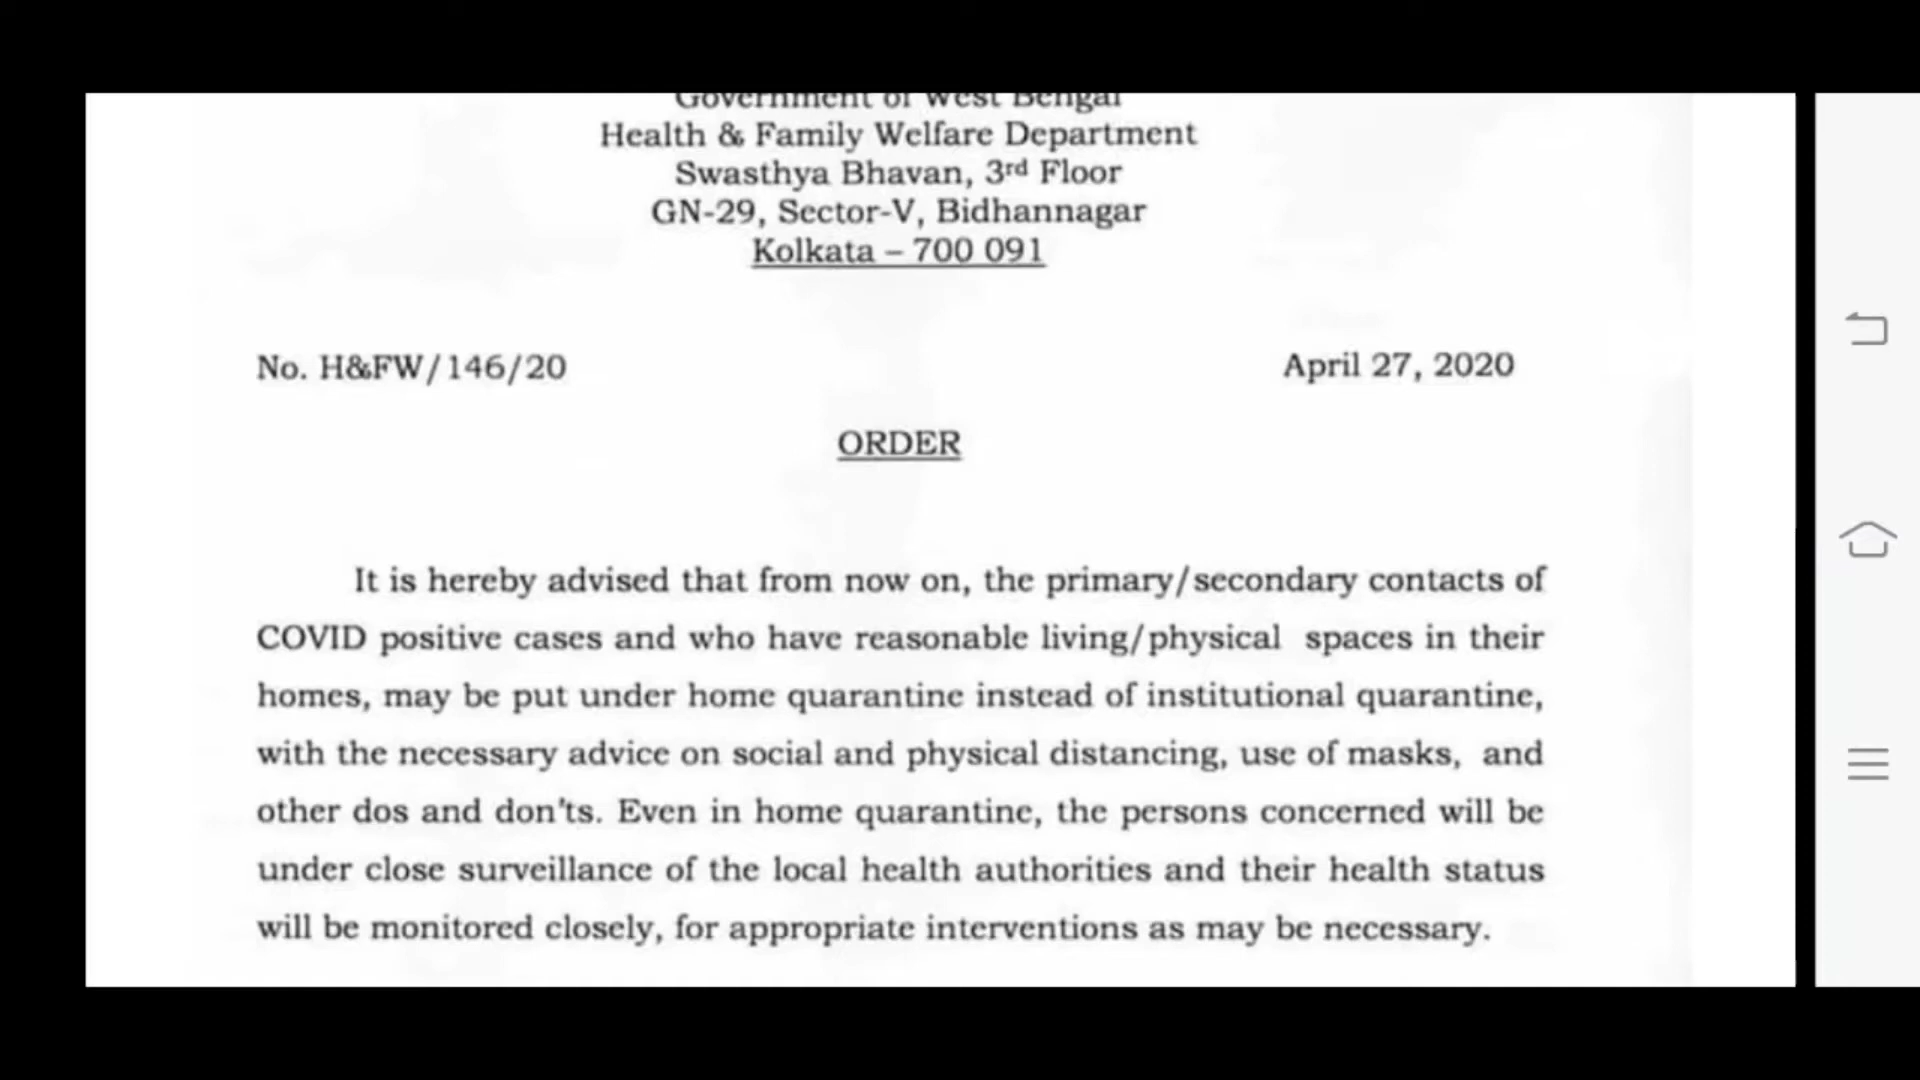 Government of West Bengal
Health & Family Welfare Department
Swasthya Bhavan, 3rd Floor
GN-29, Sector-V, Bidhannagar
Kolkata – 700 091
No. H&FW/146/20 April 27, 2020
ORDER
It is hereby advised that from now on, the primary/secondary contacts of
COVID positive cases and who have reasonable living/physical spaces in their
homes, may be put under home quarantine instead of institutional quarantine,
with the necessary advice on social and physical distancing, use of masks, and
other dos and don'ts. Even in home quarantine, the persons concerned will be
under close surveillance of the local health authorities and their health status
will be monitored closely, for appropriate interventions as may be necessary.